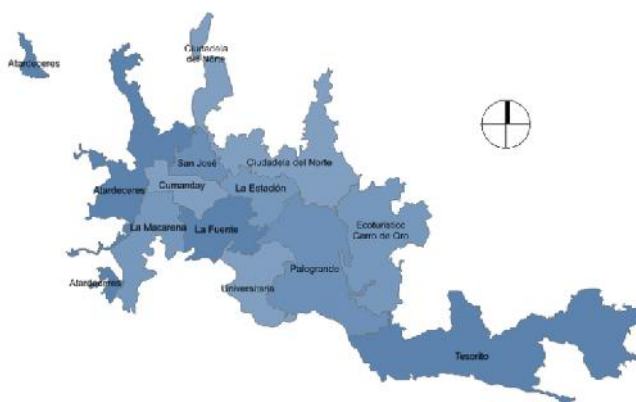 Ciudadela
del Norte
Atardeceres
San José
Ciudadela del Norte
Cumanday
La Estación
Atardeceres
La Macarena
La Fuente
Ecoturístico
Cerro de Oro
Palogrande
Atardeceres
Universitaria
Tesorito